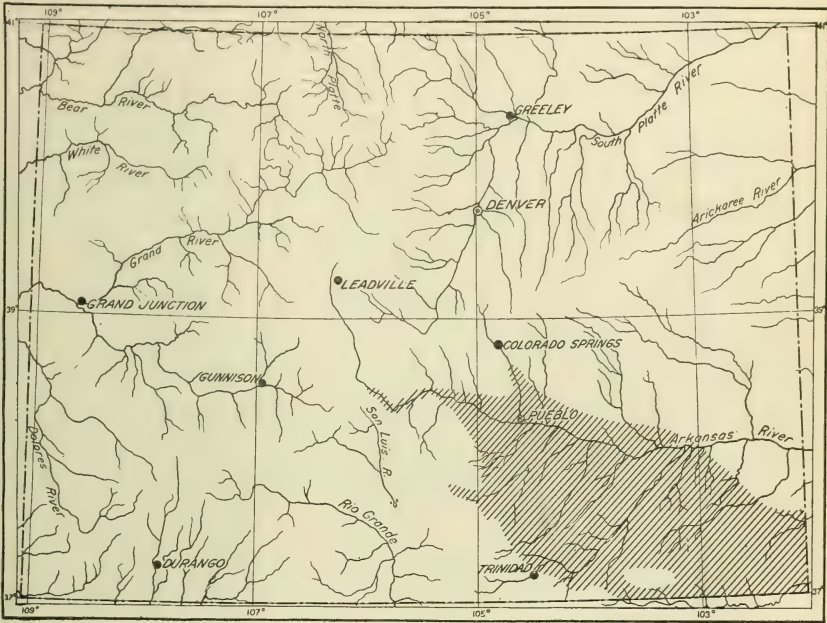 109°
107°
105°
103°
41°
41
North Platte
Bear River
GREELEY
South Platte River
White River
DENVER
Arickaree River
Grand River
LEADVILLE
GRAND JUNCTION
39°
39°
COLORADO SPRINGS
GUNNISON
PUEBLO
San Luis R.
Arkansas River
Dolores River
Rio Grande
DURANGO
TRINIDAD
37°
37°
109°
107°
105°
103°